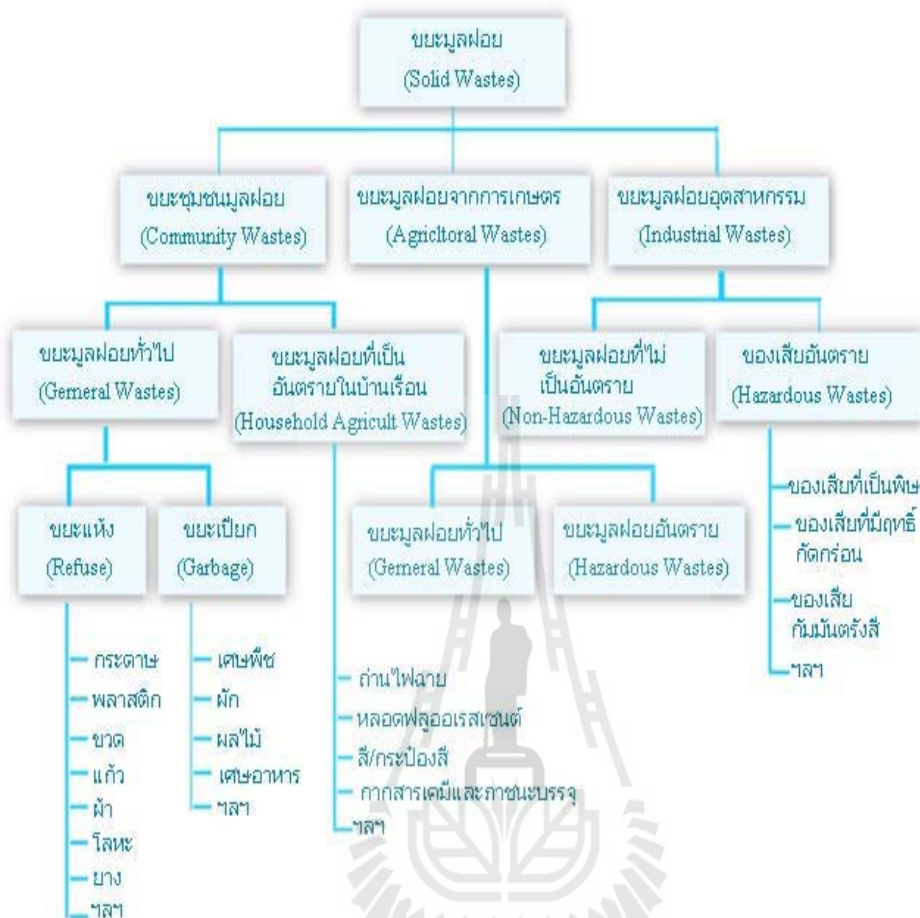 ขยะมูลฝอย
(Solid Wastes)
ขยะชุมชนมูลฝอย
(Community Wastes)
ขยะมูลฝอยจากการเกษตร
(Agricltoral Wastes)
ขยะมูลฝอยอุตสาหกรรม
(Industrial Wastes)
ขยะมูลฝอยทั่วไป
(Gerneral Wastes)
ขยะมูลฝอยที่เป็น
อันตรายในบ้านเรือน
(Household Agricult Wastes)
ขยะมูลฝอยที่ไม่
เป็นอันตราย
(Non-Hazardous Wastes)
ของเสียอันตราย
(Hazardous Wastes)
ขยะแห้ง
(Refuse)
ขยะเปียก
(Garbage)
ขยะมูลฝอยทั่วไป
(Gerneral Wastes)
ขยะมูลฝอยอันตราย
(Hazardous Wastes)
ของเสียที่เป็นพิษ
ของเสียที่มีฤทธิ์
กัดกร่อน
ของเสีย
กัมมันตรังสี
ฯลฯ
กระดาษ
พลาสติก
ขวด
แก้ว
ผ้า
โลหะ
ยาง
ฯลฯ
เศษพืช
ผัก
ผลไม้
เศษอาหาร
ฯลฯ
ถ่านไฟฉาย
หลอดฟลูออเรสเซนต์
สี/กระป๋องสี
กากสารเคมีและภาชนะบรรจุ
ฯลฯ